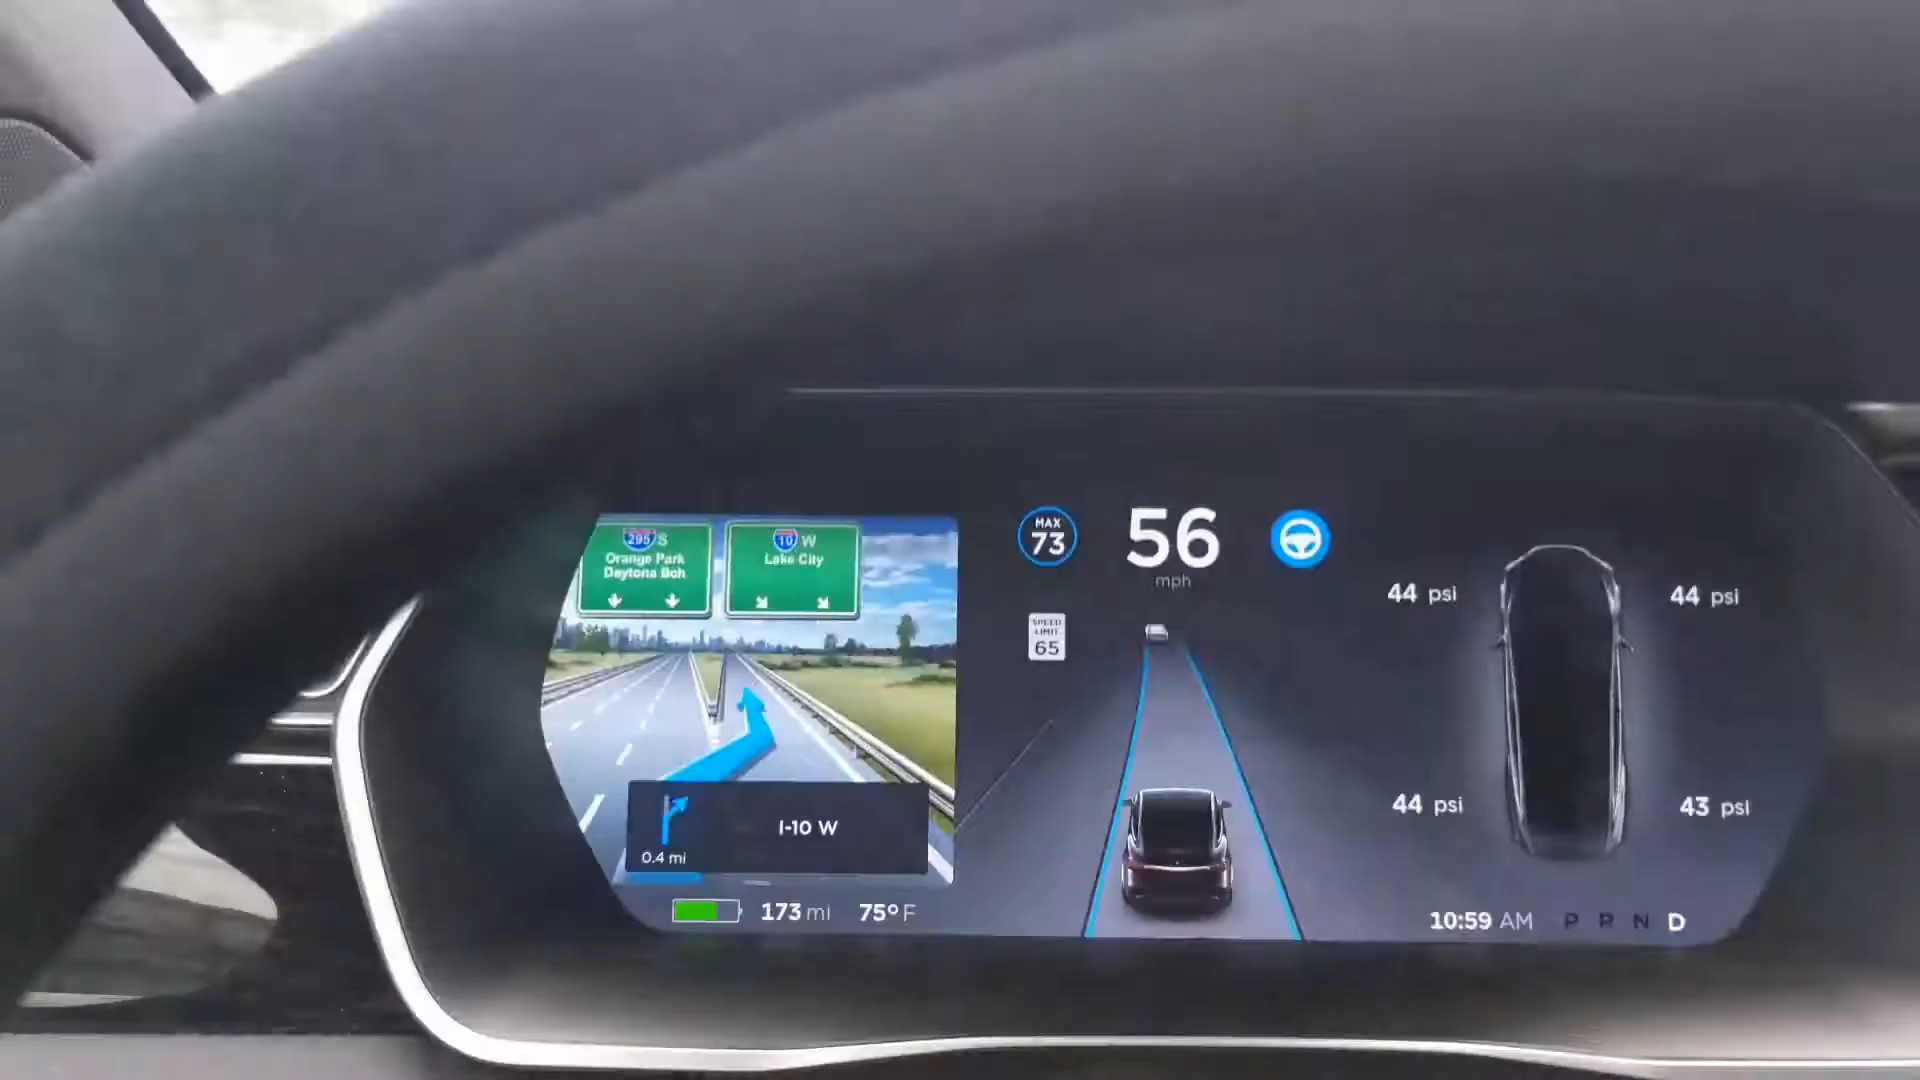 295 S
Orange Park
Daytona Bch
10 W
Lake City
I-10 W
0.4 mi
173 mi
75° F
MAX
73
56
mph
SPEED
LIMIT
65
44 psi
44 psi
44 psi
43 psi
10:59 AM
P R N D